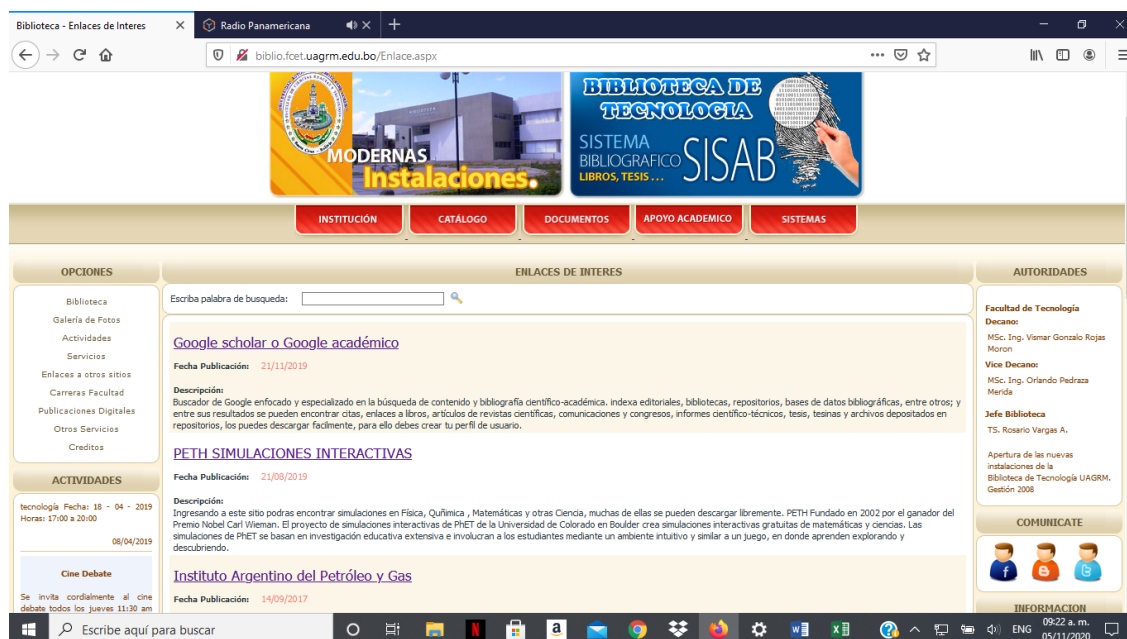 Biblioteca - Enlaces de Interes
Radio Panamericana
biblio.fcet.uagrm.edu.bo/Enlace.aspx
MODERNAS
Instalaciones.
BIBLIOTECA DE
TECNOLOGIA
SISTEMA
BIBLIOGRAFICO SISAB
LIBROS, TESIS...
INSTITUCIÓN CATÁLOGO DOCUMENTOS APOYO ACADEMICO SISTEMAS
OPCIONES
Biblioteca
Galería de Fotos
Actividades
Servicios
Enlaces a otros sitios
Carreras Facultad
Publicaciones Digitales
Otros Servicios
Creditos
ACTIVIDADES
tecnología Fecha: 18 - 04 - 2019
Horas: 17:00 a 20:00
08/04/2019
Cine Debate
Se invita cordialmente al cine
debate todos los jueves 11:30 am
ENLACES DE INTERES
Escriba palabra de busqueda:
Google scholar o Google académico
Fecha Publicación: 21/11/2019
Descripción:
Buscador de Google enfocado y especializado en la búsqueda de contenido y bibliografía científico-académica. indexa editoriales, bibliotecas, repositorios, bases de datos bibliográficas, entre otros; y
entre sus resultados se pueden encontrar citas, enlaces a libros, artículos de revistas científicas, comunicaciones y congresos, informes científico-técnicos, tesis, tesinas y archivos depositados en
repositorios, los puedes descargar facilmente, para ello debes crear tu perfil de usuario.
PETH SIMULACIONES INTERACTIVAS
Fecha Publicación: 21/08/2019
Descripción:
Ingresando a este sitio podras encontrar simulaciones en Física, Quñimica , Matemáticas y otras Ciencia, muchas de ellas se pueden descargar libremente. PETH Fundado en 2002 por el ganador del
Premio Nobel Carl Wieman. El proyecto de simulaciones interactivas de PhET de la Universidad de Colorado en Boulder crea simulaciones interactivas gratuitas de matemáticas y ciencias. Las
simulaciones de PhET se basan en investigación educativa extensiva e involucran a los estudiantes mediante un ambiente intuitivo y similar a un juego, en donde aprenden explorando y
descubriendo.
Instituto Argentino del Petróleo y Gas
Fecha Publicación: 14/09/2017
AUTORIDADES
Facultad de Tecnología
Decano:
MSc. Ing. Vismar Gonzalo Rojas
Moron
Vice Decano:
MSc. Ing. Orlando Pedraza
Merida
Jefe Biblioteca
TS. Rosario Vargas A.
Apertura de las nuevas
instalaciones de la
Biblioteca de Tecnología UAGRM.
Gestión 2008
COMUNICATE
INFORMACION
Escribe aquí para buscar
ENG
09:22 a. m.
05/11/2020